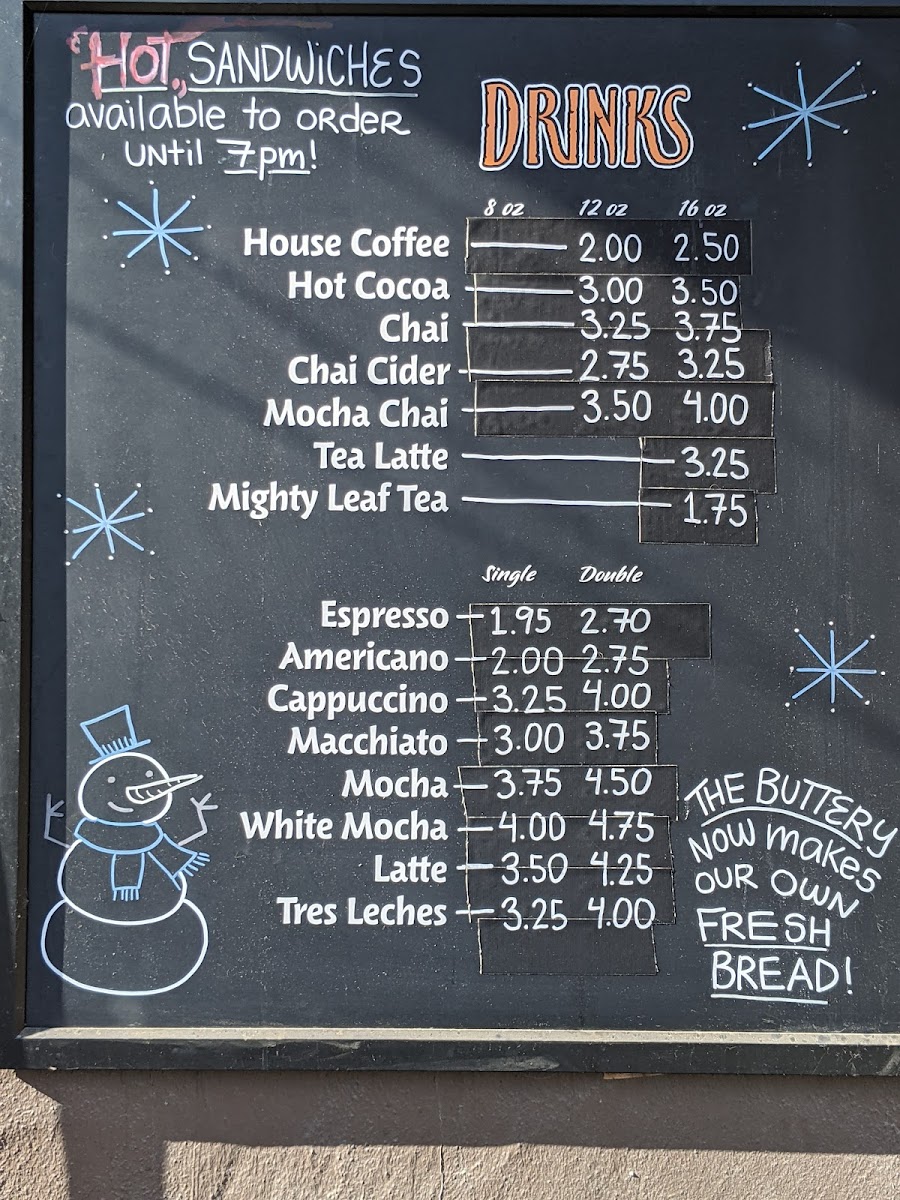 HOT SANDWiCHES
available to ORdeR
UNtil 7pm!
DRINKS
8 oz 12 oz 16 oz
House Coffee 2.00 2.50
Hot Cocoa 3.00 3.50
Chai 3.25 3.75
Chai Cider 2.75 3.25
Mocha Chai 3.50 4.00
Tea Latte 3.25
Mighty Leaf Tea 1.75
Single Double
Espresso 1.95 2.70
Americano 2.00 2.75
Cappuccino 3.25 4.00
Macchiato 3.00 3.75
Mocha 3.75 4.50
White Mocha 4.00 4.75
Latte 3.50 4.25
Tres Leches 3.25 4.00
THE BUTTERY
NOW makes
OUR OWN
FRESH
BREAD!